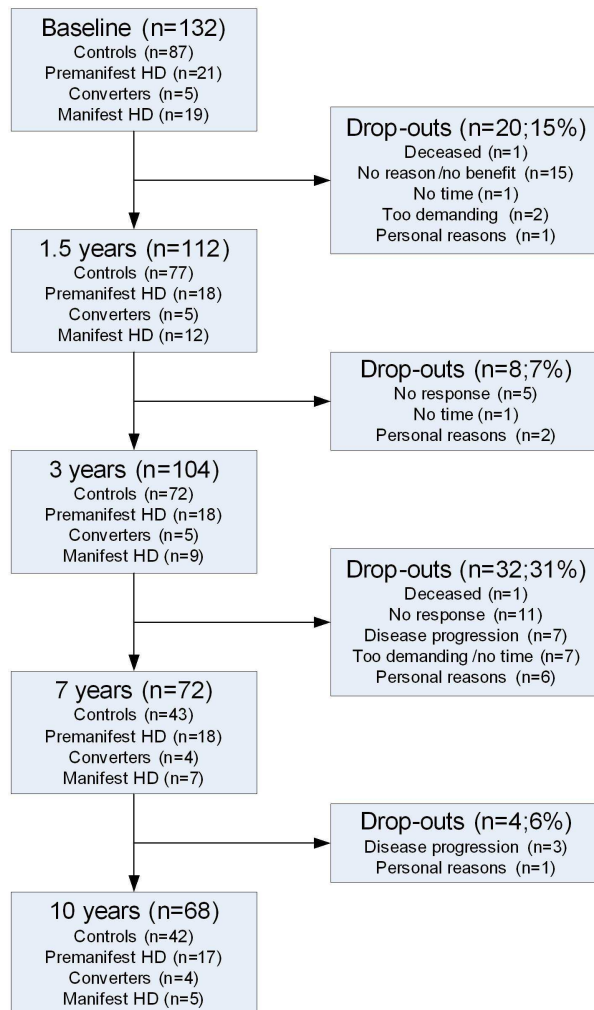 Baseline (n=132)
Controls (n=87)
Premanifest HD (n=21)
Converters (n=5)
Manifest HD (n=19)
Drop-outs (n=20;15%)
Deceased (n=1)
No reason/no benefit (n=15)
No time (n=1)
Too demanding (n=2)
Personal reasons (n=1)
1.5 years (n=112)
Controls (n=77)
Premanifest HD (n=18)
Converters (n=5)
Manifest HD (n=12)
Drop-outs (n=8;7%)
No response (n=5)
No time (n=1)
Personal reasons (n=2)
3 years (n=104)
Controls (n=72)
Premanifest HD (n=18)
Converters (n=5)
Manifest HD (n=9)
Drop-outs (n=32;31%)
Deceased (n=1)
No response (n=11)
Disease progression (n=7)
Too demanding /no time (n=7)
Personal reasons (n=6)
7 years (n=72)
Controls (n=43)
Premanifest HD (n=18)
Converters (n=4)
Manifest HD (n=7)
Drop-outs (n=4;6%)
Disease progression (n=3)
Personal reasons (n=1)
10 years (n=68)
Controls (n=42)
Premanifest HD (n=17)
Converters (n=4)
Manifest HD (n=5)